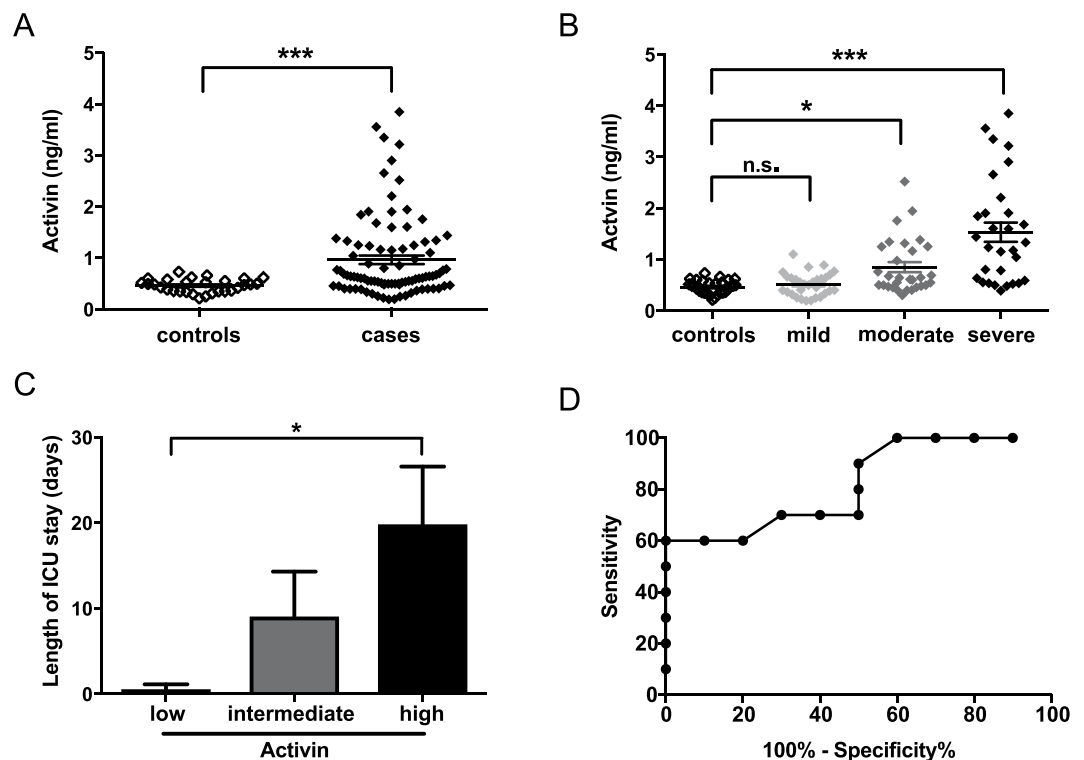 A
Activin (ng/ml)
5
4
3
2
1
0
***
controls
cases
B
Actvin (ng/ml)
5
4
3
2
1
0
***
*
n.s.
controls
mild
moderate
severe
C
Length of ICU stay (days)
30
20
10
0
*
low
intermediate
high
Activin
D
Sensitivity
100
80
60
40
20
0
0 20 40 60 80 100
100% - Specificity%